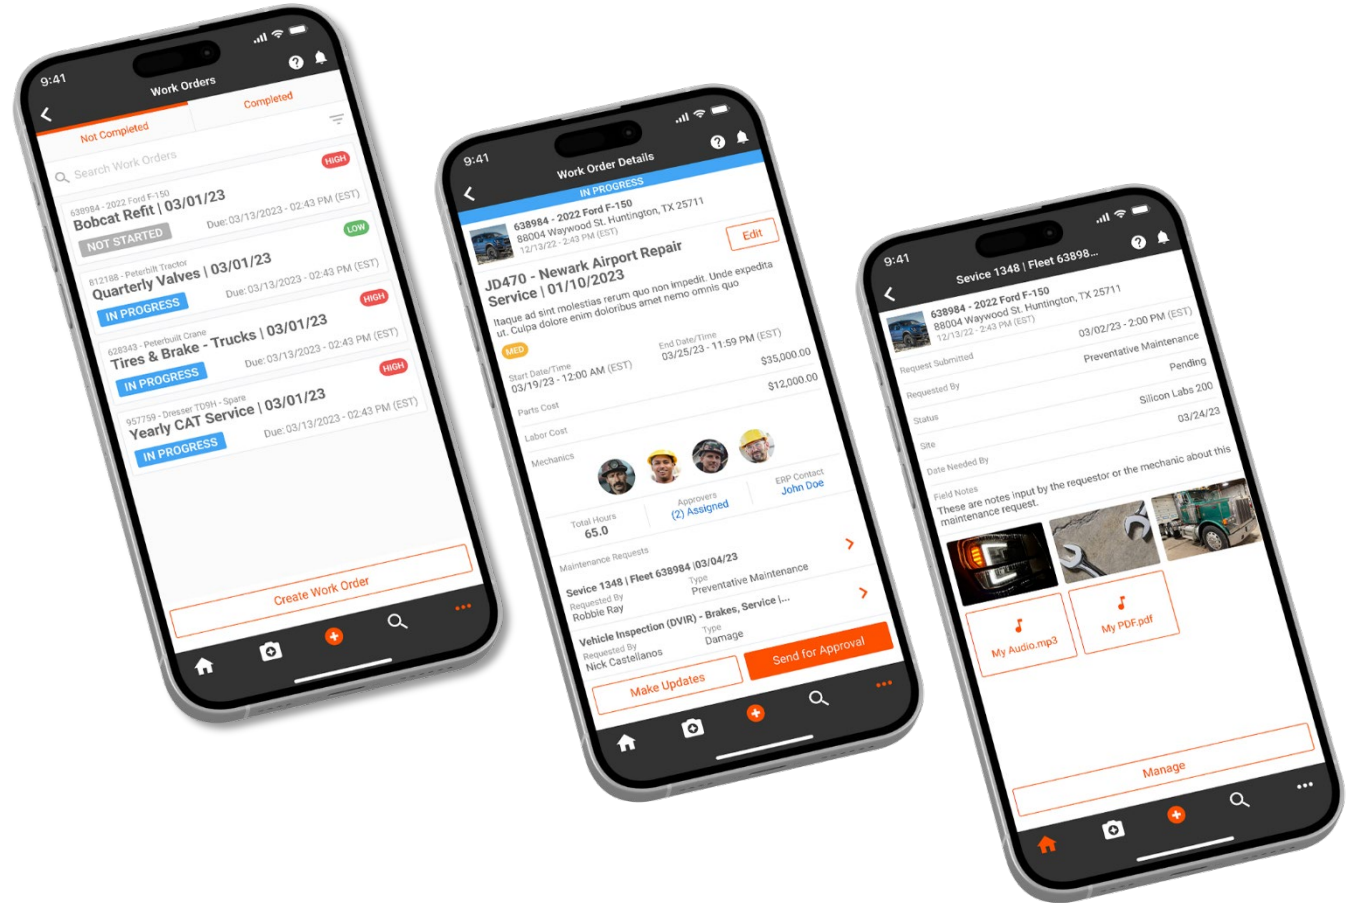 9:41
Work Orders
Not Completed
Completed
Search Work Orders
638984 - 2022 Ford F-150
HIGH
Bobcat Refit | 03/01/23
NOT STARTED
Due: 03/13/2023 - 02:43 PM (EST)
812188 - Peterbilt Tractor
LOW
Quarterly Valves | 03/01/23
IN PROGRESS
Due: 03/13/2023 - 02:43 PM (EST)
628343 - Peterbuilt Crane
HIGH
Tires & Brake - Trucks | 03/01/23
IN PROGRESS
Due: 03/13/2023 - 02:43 PM (EST)
957759 - Dresser TD9H - Spare
HIGH
Yearly CAT Service | 03/01/23
IN PROGRESS
Due: 03/13/2023 - 02:43 PM (EST)
Create Work Order
9:41
Work Order Details
IN PROGRESS
638984 - 2022 Ford F-150
88004 Waywood St. Huntington, TX 25711
12/13/22 - 2:43 PM (EST)
JD470 - Newark Airport Repair
Service | 01/10/2023
Edit
Itaque ad sint molestias rerum quo non impedit. Unde expedita
ut. Culpa dolore enim doloribus amet nemo omnis quo
MED
Start Date/Time
03/19/23 - 12:00 AM (EST)
End Date/Time
03/25/23 - 11:59 PM (EST)
Parts Cost
$35,000.00
Labor Cost
$12,000.00
Mechanics
Total Hours
65.0
Approvers
(2) Assigned
ERP Contact
John Doe
Maintenance Requests
Sevice 1348 | Fleet 638984 |03/04/23
Requested By
Robbie Ray
Type
Preventative Maintenance
Vehicle Inspection (DVIR) - Brakes, Service |...
Requested By
Nick Castellanos
Type
Damage
Make Updates
Send for Approval
9:41
Sevice 1348 | Fleet 63898...
638984 - 2022 Ford F-150
88004 Waywood St. Huntington, TX 25711
12/13/22 - 2:43 PM (EST)
Request Submitted
03/02/23 - 2:00 PM (EST)
Requested By
Preventative Maintenance
Status
Pending
Site
Silicon Labs 200
Date Needed By
03/24/23
Field Notes
These are notes input by the requestor or the mechanic about this
maintenance request.
My Audio.mp3
My PDF.pdf
Manage